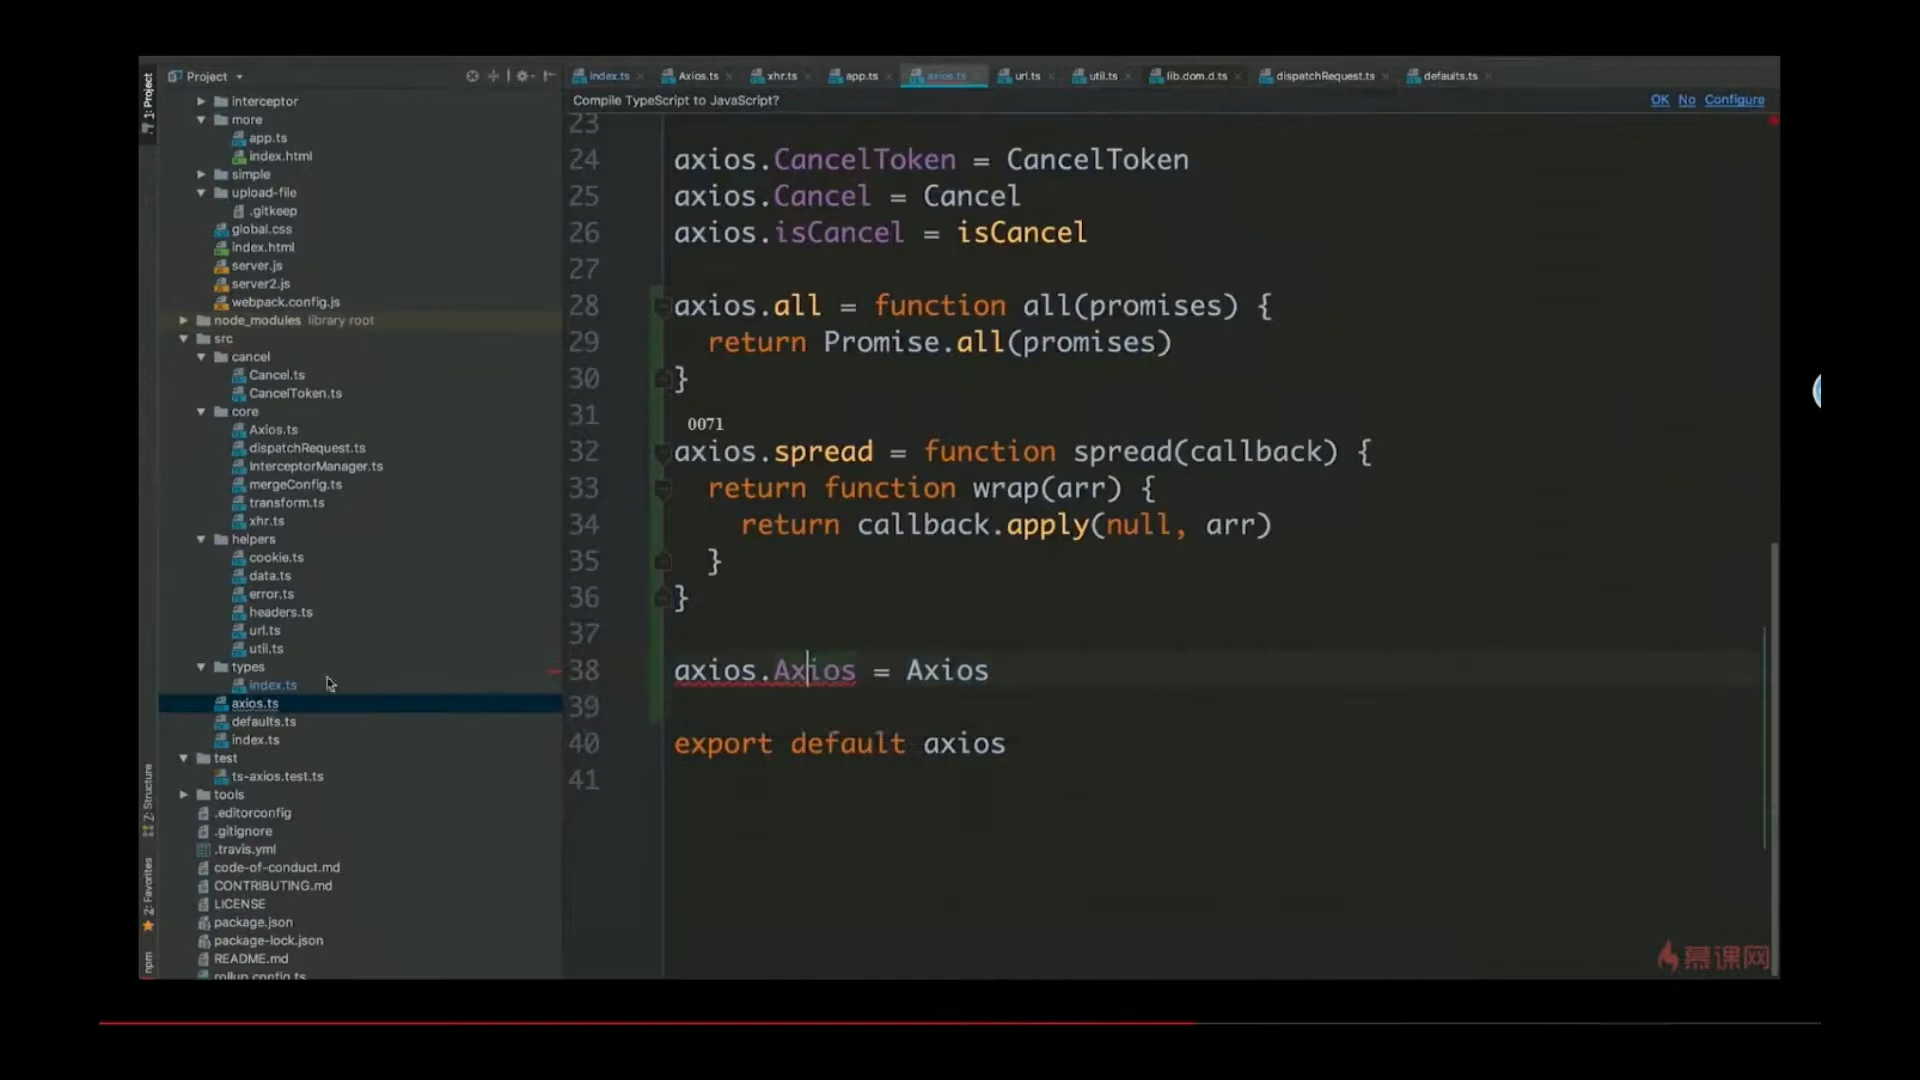 1: Project
Project
index.ts
Axios.ts
xhr.ts
app.ts
axios.ts
url.ts
util.ts
lib.dom.d.ts
dispatchRequest.ts
defaults.ts
Compile TypeScript to JavaScript?
OK No Configure
interceptor
more
app.ts
index.html
simple
upload-file
.gitkeep
global.css
index.html
server.js
server2.js
webpack.config.js
node_modules library root
src
cancel
Cancel.ts
CancelToken.ts
core
Axios.ts
dispatchRequest.ts
InterceptorManager.ts
mergeConfig.ts
transform.ts
xhr.ts
helpers
cookie.ts
data.ts
error.ts
headers.ts
url.ts
util.ts
types
index.ts
axios.ts
defaults.ts
index.ts
test
ts-axios.test.ts
tools
.editorconfig
.gitignore
.travis.yml
code-of-conduct.md
CONTRIBUTING.md
LICENSE
package.json
package-lock.json
README.md
rollup.config.ts
7: Structure
2: Favorites
npm
23
24 axios.CancelToken = CancelToken
25 axios.Cancel = Cancel
26 axios.isCancel = isCancel
27
28 axios.all = function all(promises) {
29 return Promise.all(promises)
30 }
31
0071
32 axios.spread = function spread(callback) {
33 return function wrap(arr) {
34 return callback.apply(null, arr)
35 }
36 }
37
38 axios.Axios = Axios
39
40 export default axios
41
慕课网